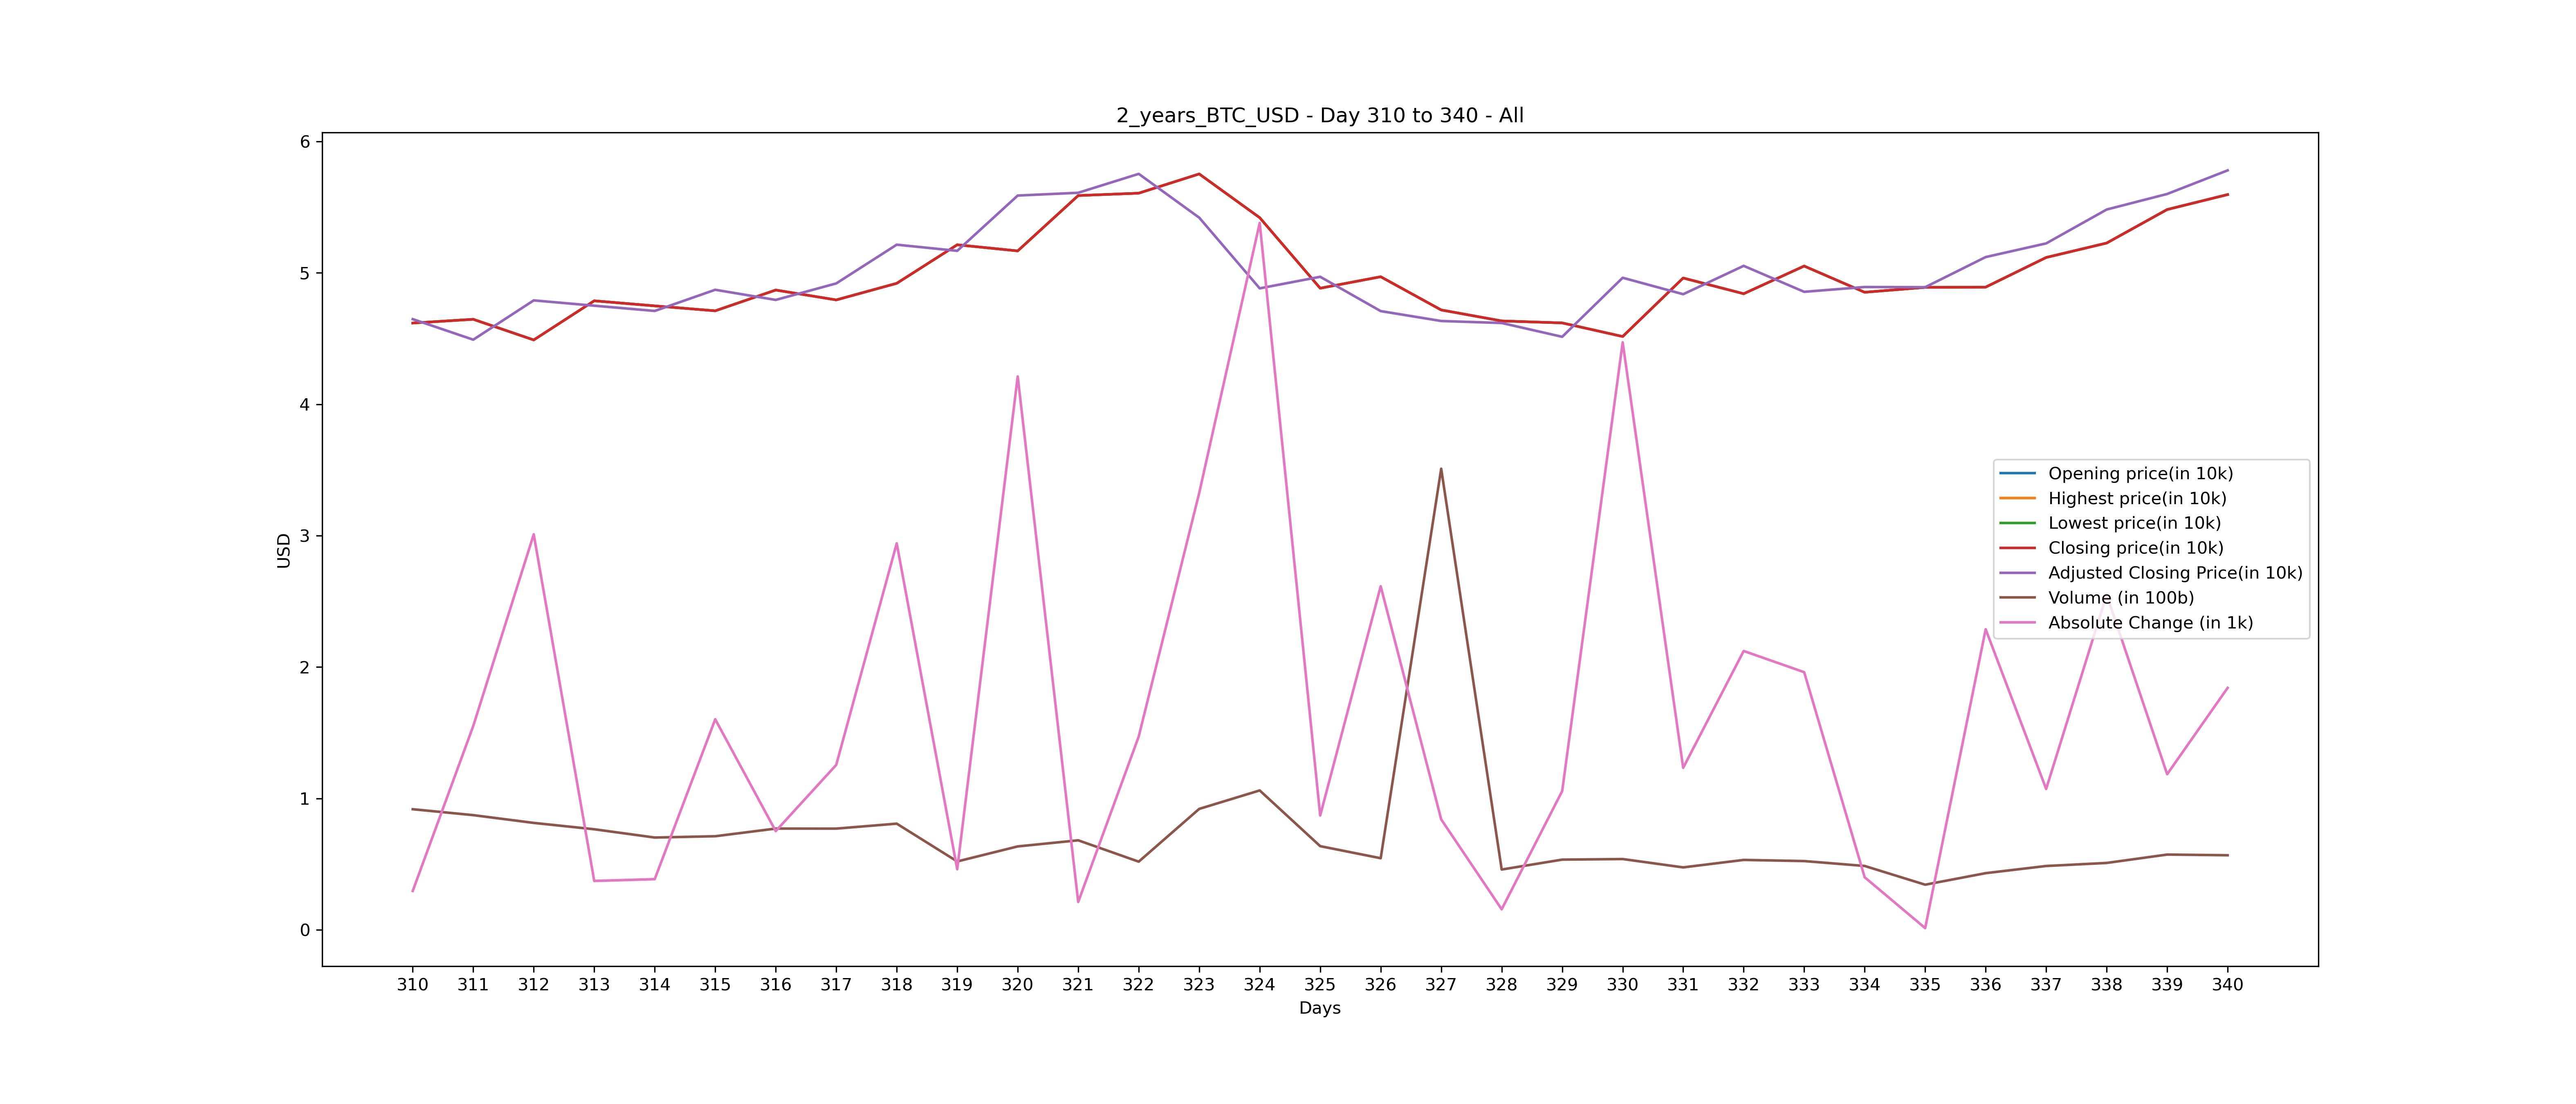 2_years_BTC_USD - Day 310 to 340 - All
6
5
4
3
2
1
0
USD
Opening price(in 10k)
Highest price(in 10k)
Lowest price(in 10k)
Closing price(in 10k)
Adjusted Closing Price(in 10k)
Volume (in 100b)
Absolute Change (in 1k)
310 311 312 313 314 315 316 317 318 319 320 321 322 323 324 325 326 327 328 329 330 331 332 333 334 335 336 337 338 339 340
Days